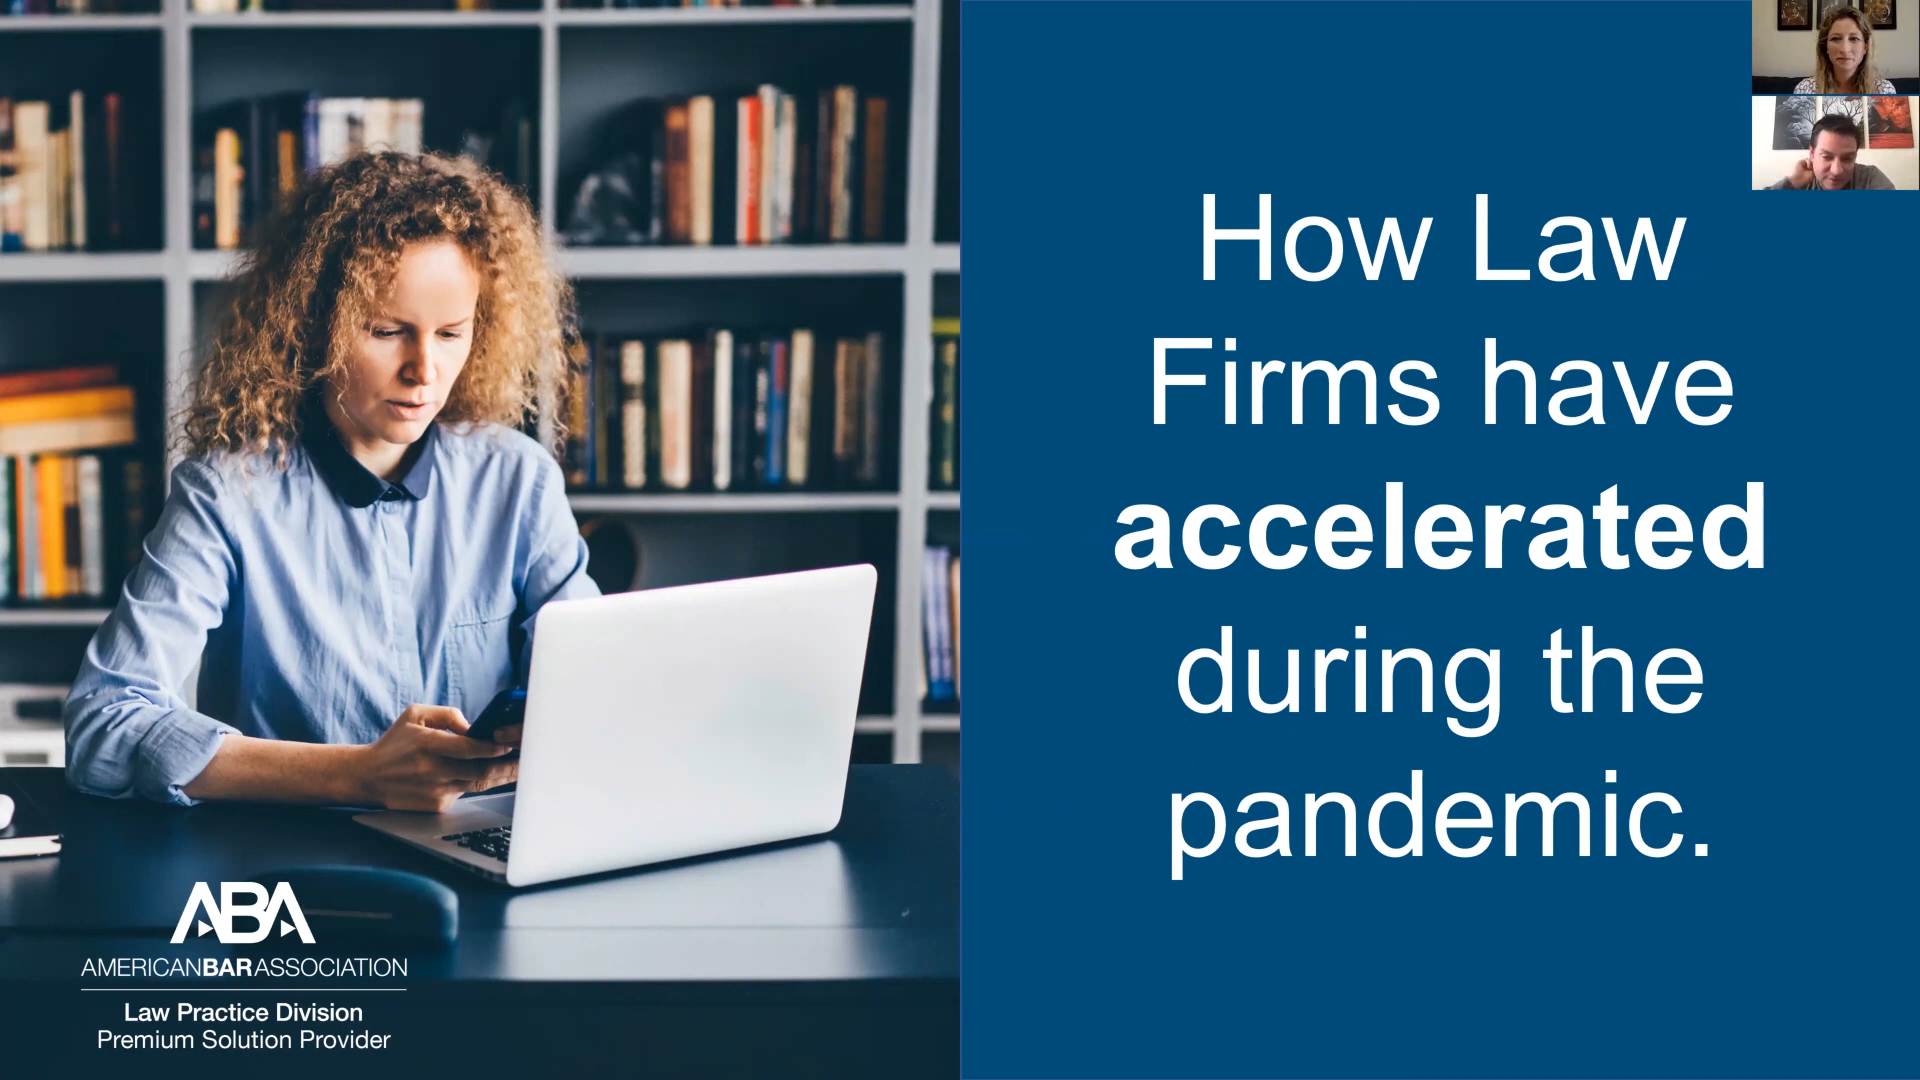 How Law
Firms have
accelerated
during the
pandemic.
ABA
AMERICANBARASSOCIATION
Law Practice Division
Premium Solution Provider